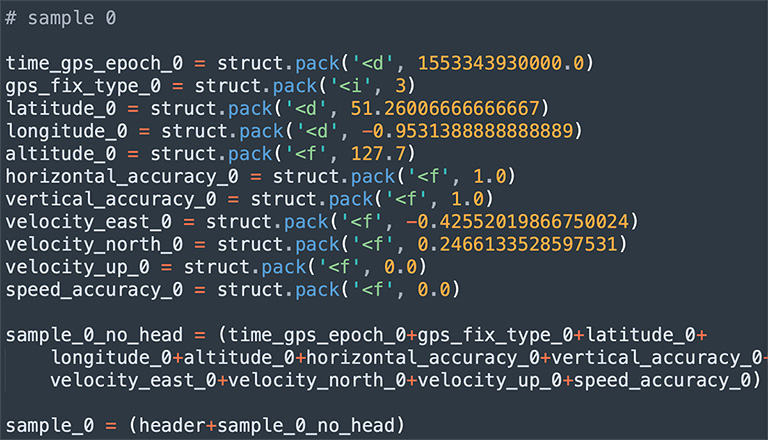 # sample 0
time_gps_epoch_0 = struct.pack('<d', 1553343930000.0)
gps_fix_type_0 = struct.pack('<i', 3)
latitude_0 = struct.pack('<d', 51.26006666666667)
longitude_0 = struct.pack('<d', -0.9531388888888889)
altitude_0 = struct.pack('<f', 127.7)
horizontal_accuracy_0 = struct.pack('<f', 1.0)
vertical_accuracy_0 = struct.pack('<f', 1.0)
velocity_east_0 = struct.pack('<f', -0.42552019866750024)
velocity_north_0 = struct.pack('<f', 0.2466133528597531)
velocity_up_0 = struct.pack('<f', 0.0)
speed_accuracy_0 = struct.pack('<f', 0.0)
sample_0_no_head = (time_gps_epoch_0+gps_fix_type_0+latitude_0+
longitude_0+altitude_0+horizontal_accuracy_0+vertical_accuracy_0+
velocity_east_0+velocity_north_0+velocity_up_0+speed_accuracy_0)
sample_0 = (header+sample_0_no_head)